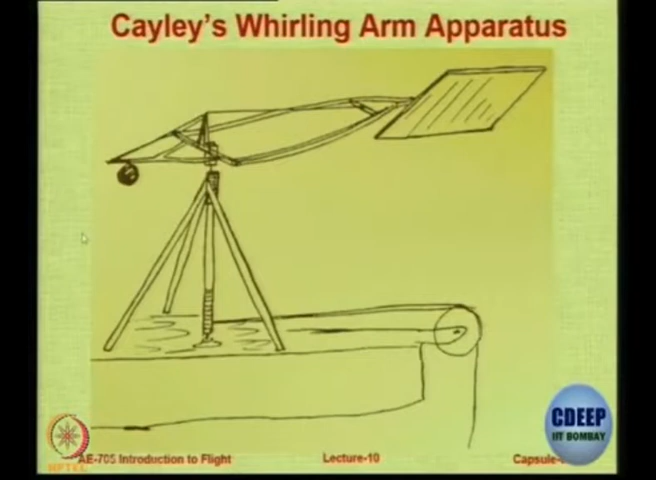 Cayley's Whirling Arm Apparatus
CDEEP
IIT BOMBAY
NPTEL
AE-705 Introduction to Flight
Lecture-10